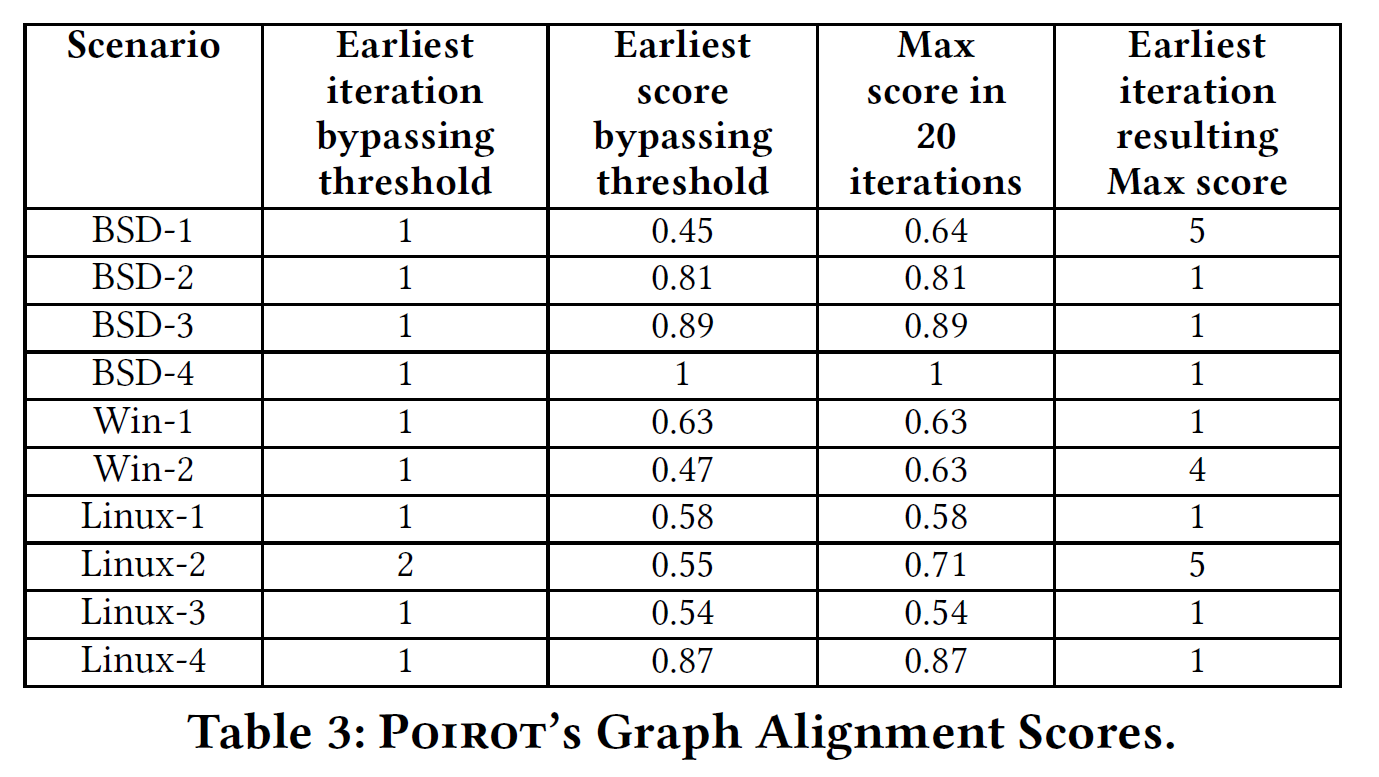 Scenario Earliest iteration bypassing threshold Earliest score bypassing threshold Max score in 20 iterations Earliest iteration resulting Max score
BSD-1 1 0.45 0.64 5
BSD-2 1 0.81 0.81 1
BSD-3 1 0.89 0.89 1
BSD-4 1 1 1 1
Win-1 1 0.63 0.63 1
Win-2 1 0.47 0.63 4
Linux-1 1 0.58 0.58 1
Linux-2 2 0.55 0.71 5
Linux-3 1 0.54 0.54 1
Linux-4 1 0.87 0.87 1
Table 3: POIROT's Graph Alignment Scores.